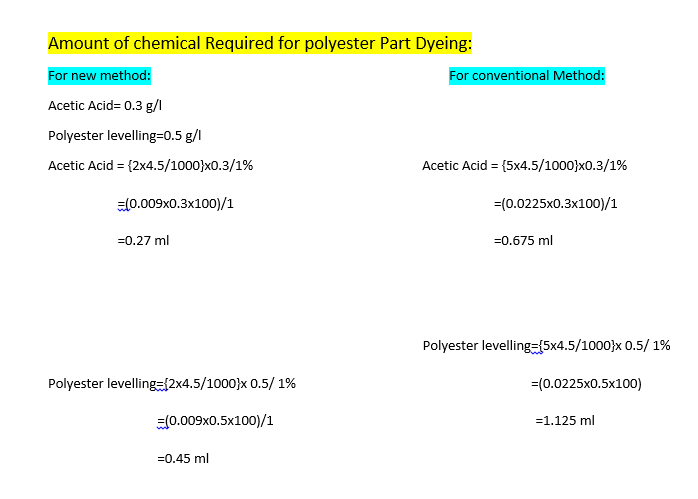 Amount of chemical Required for polyester Part Dyeing:
For new method:
For conventional Method:
Acetic Acid= 0.3 g/l
Polyester levelling=0.5 g/l
Acetic Acid = {2x4.5/1000}x0.3/1%
=(0.009x0.3x100)/1
=0.27 ml
Acetic Acid = {5x4.5/1000}x0.3/1%
=(0.0225x0.3x100)/1
=0.675 ml
Polyester levelling={2x4.5/1000}x 0.5/ 1%
=(0.009x0.5x100)/1
=0.45 ml
Polyester levelling={5x4.5/1000}x 0.5/ 1%
=(0.0225x0.5x100)
=1.125 ml